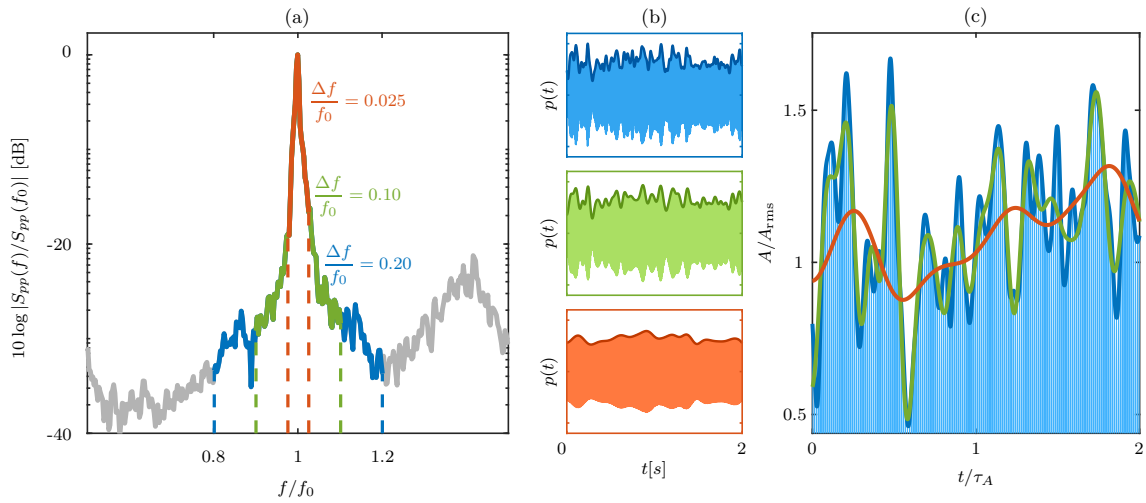 (a)
(b)
(c)
10 log |S_pp(f)/S_pp(f_0)| [dB]
0
-20
-40
0.8
1
1.2
f/f_0
Δf/f_0 = 0.025
Δf/f_0 = 0.10
Δf/f_0 = 0.20
p(t)
p(t)
p(t)
0
2
t[s]
A/A_rms
1.5
1
0.5
0
1
2
t/τ_A